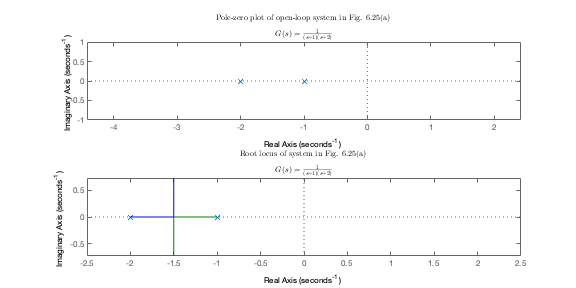 Pole-zero plot of open-loop system in Fig. 6.25(a)
G(s) = 1/((s+1)(s+2))
Imaginary Axis (seconds^-1)
1
0.5
0
0.5
-1
-4 -3 -2 -1 0 1 2
Real Axis (seconds^-1)
Root locus of system in Fig. 6.25(a)
G(s) = 1/((s+1)(s+2))
Imaginary Axis (seconds^-1)
0.5
0
-0.5
-2.5 -2 -1.5 -1 -0.5 0 0.5 1 1.5 2 2.5
Real Axis (seconds^-1)